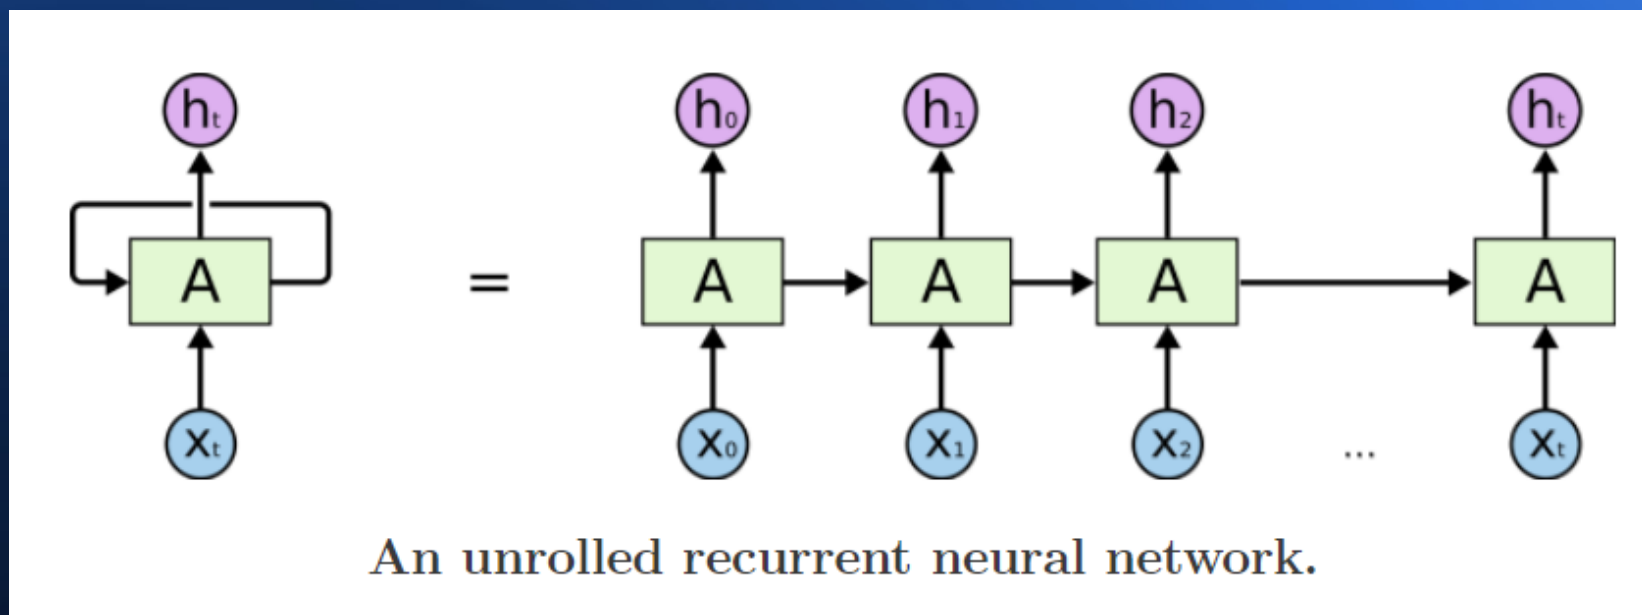 hₜ h₀ h₁ h₂ hₜ
A = A A A A
xₜ x₀ x₁ x₂ ... xₜ
An unrolled recurrent neural network.